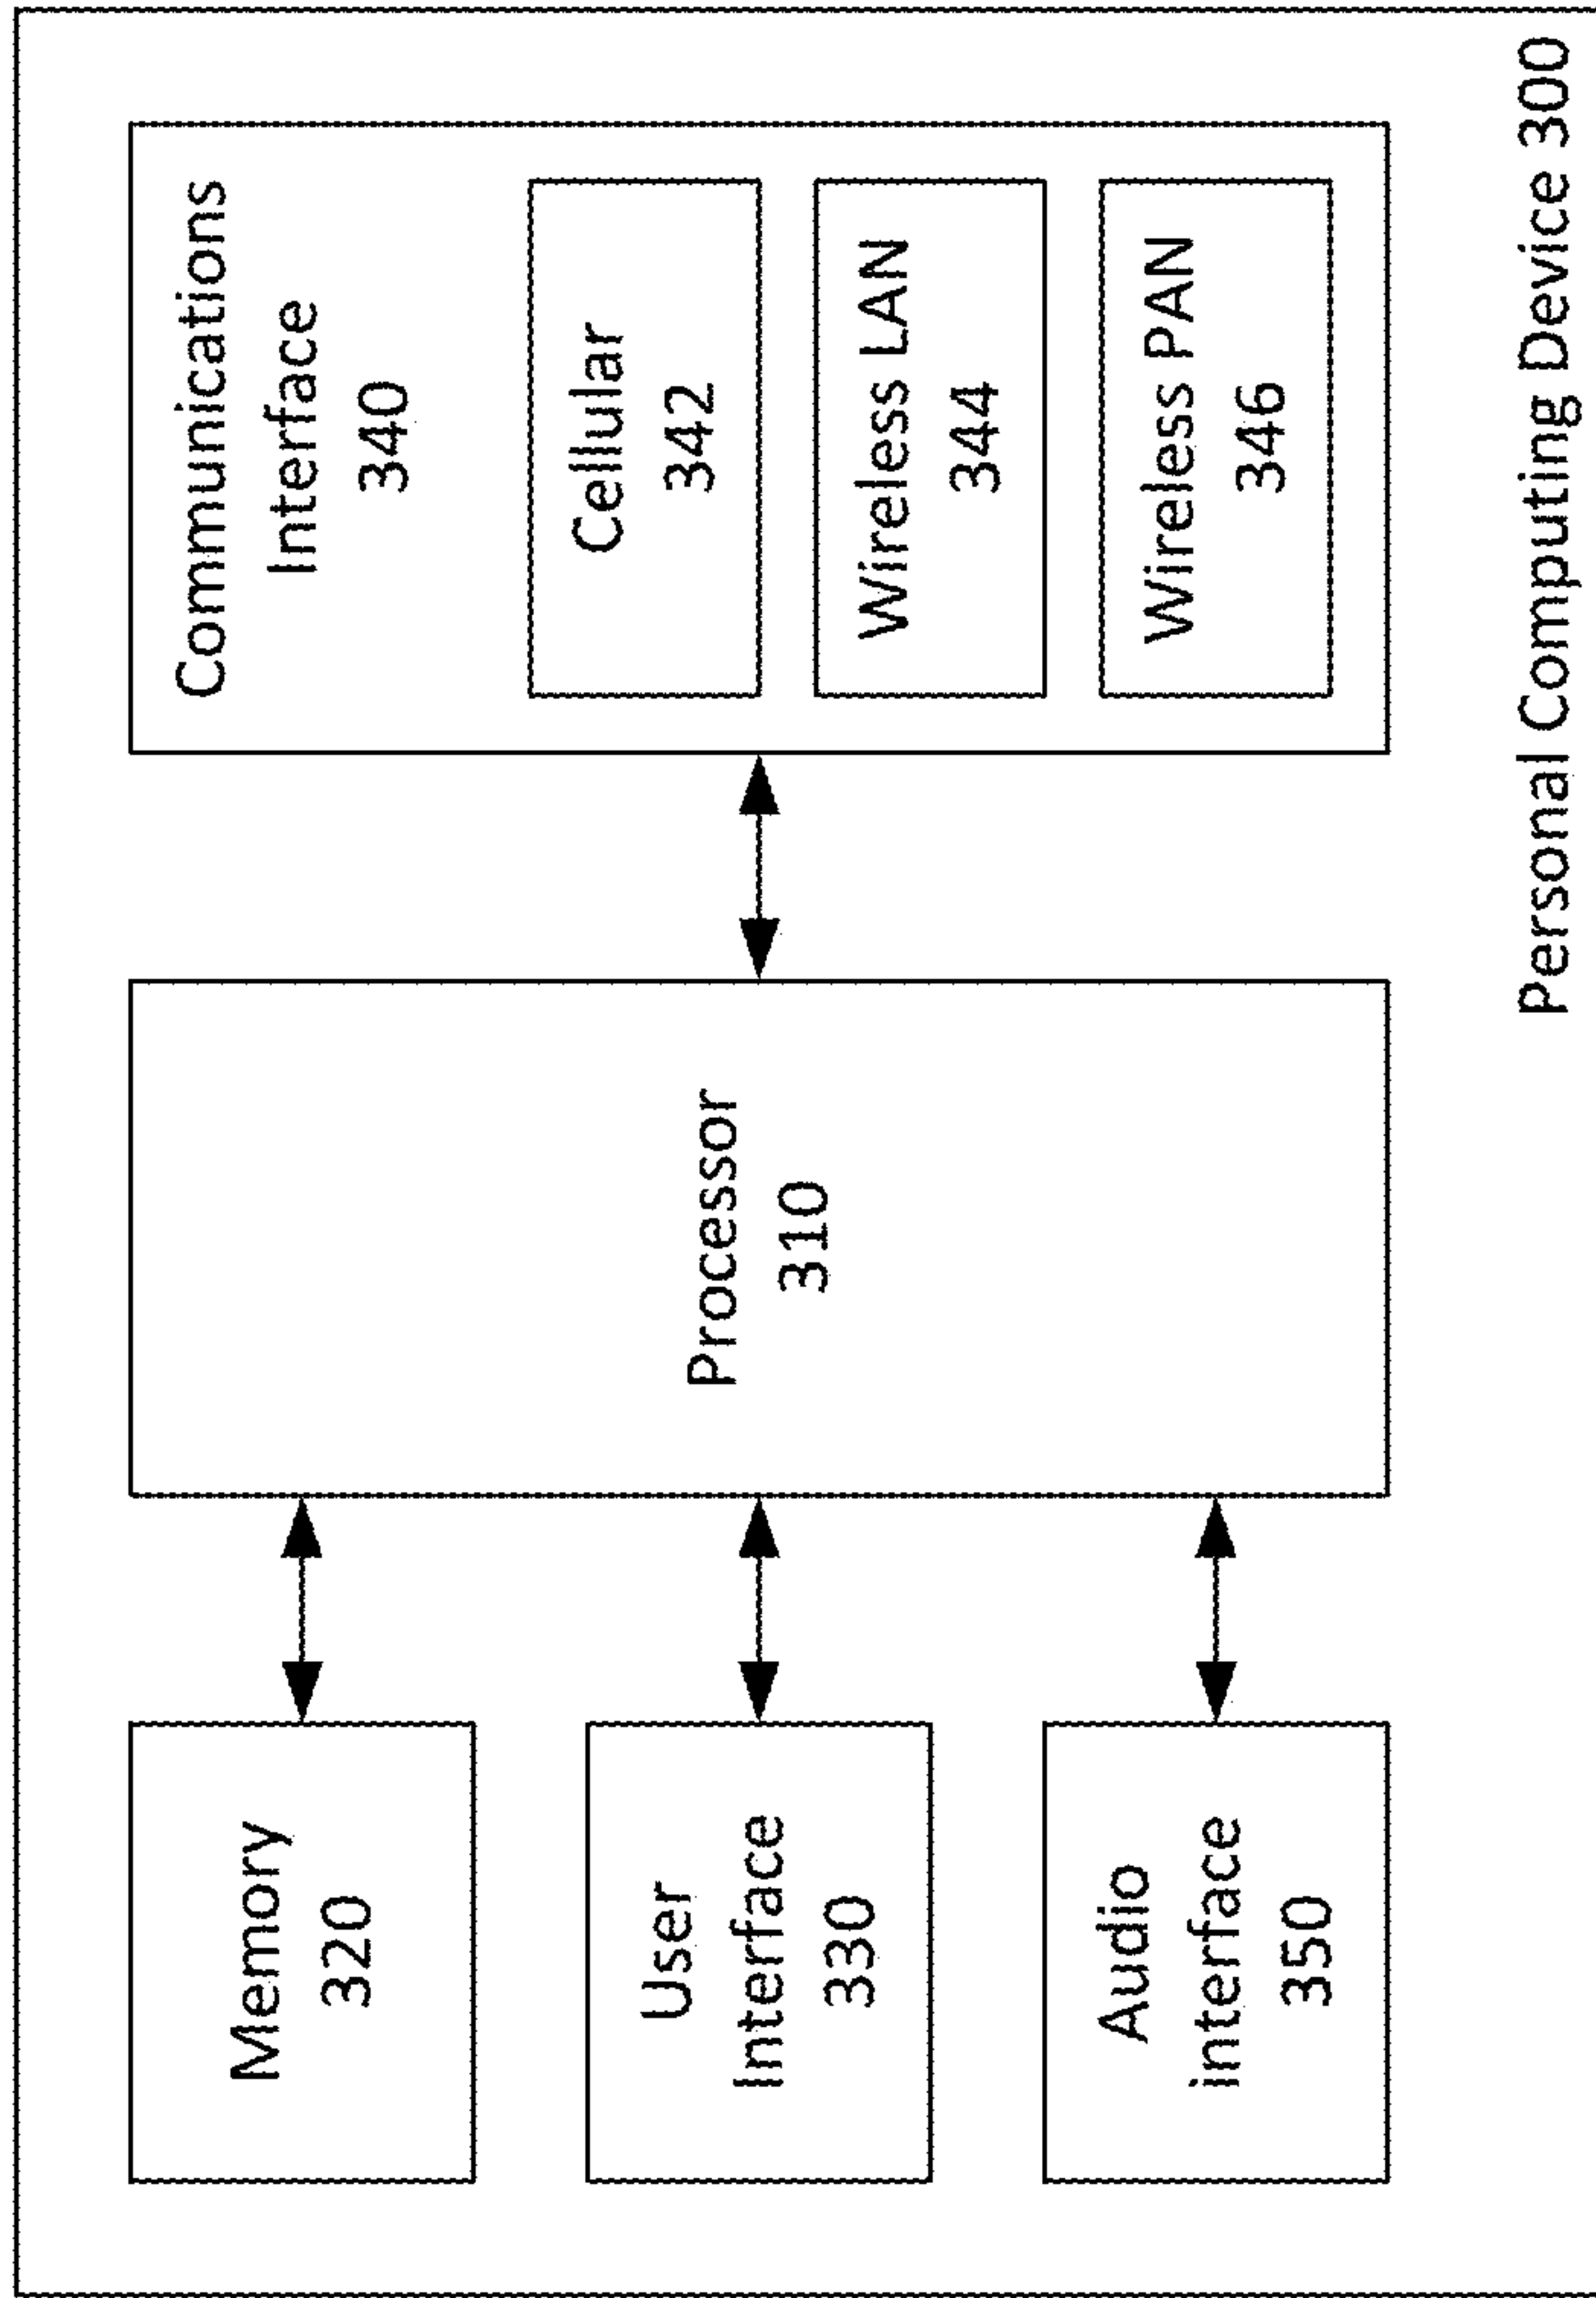 Memory
320
User
Interface
330
Audio
interface
350
Processor
310
Communications
Interface
340
Cellular
342
Wireless LAN
344
Wireless PAN
346
Personal Computing Device 300